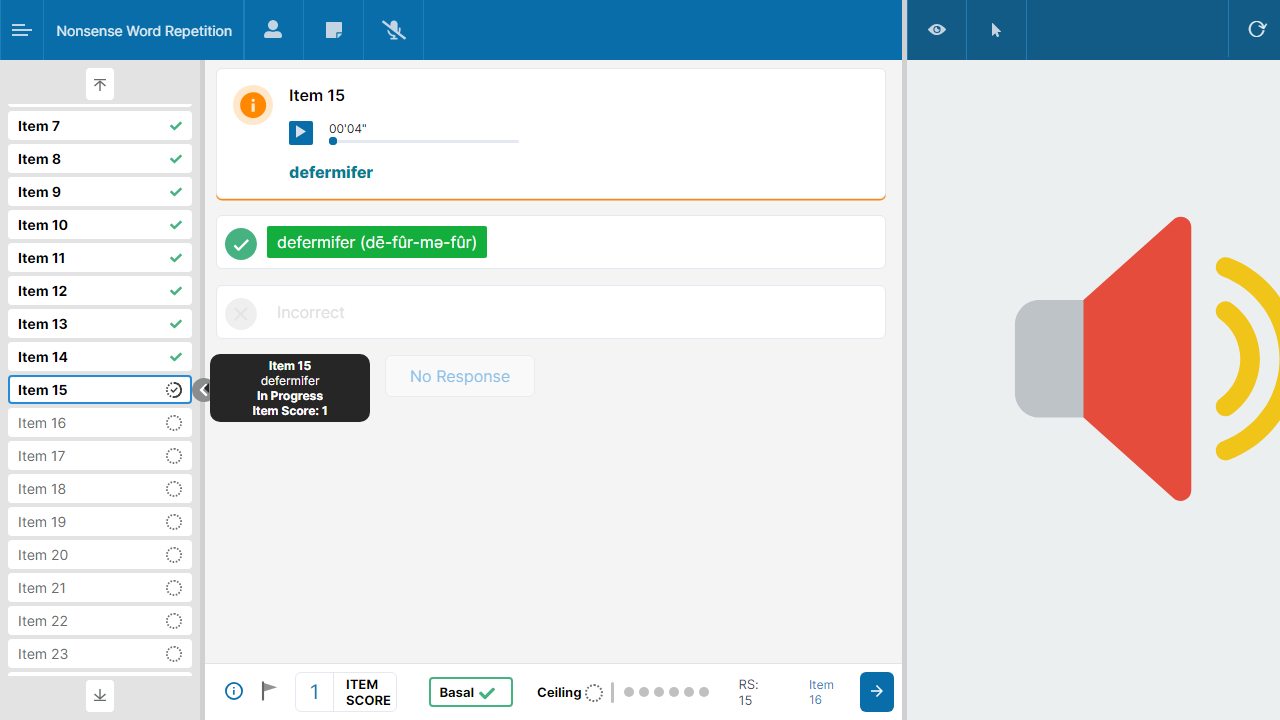 Nonsense Word Repetition
Item 7
Item 8
Item 9
Item 10
Item 11
Item 12
Item 13
Item 14
Item 15
Item 16
Item 17
Item 18
Item 19
Item 20
Item 21
Item 22
Item 23
Item 15
00'04"
defermifer
defermifer (dē-fûr-mə-fûr)
Incorrect
Item 15
defermifer
In Progress
Item Score: 1
No Response
1
ITEM
SCORE
Basal
Ceiling
RS:
15
Item
16